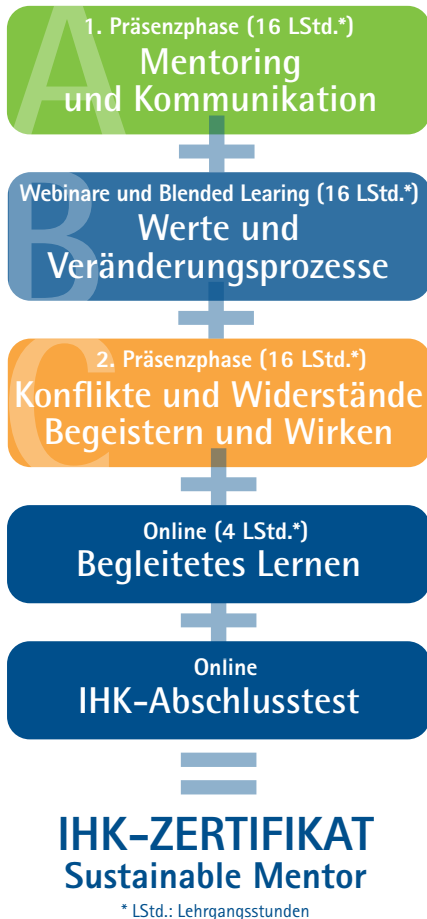 A
1. Präsenzphase (16 LStd.*)
Mentoring
und Kommunikation
+
B
Webinare und Blended Learing (16 LStd.*)
Werte und
Veränderungsprozesse
+
C
2. Präsenzphase (16 LStd.*)
Konflikte und Widerstände
Begeistern und Wirken
+
Online (4 LStd.*)
Begleitetes Lernen
+
Online
IHK-Abschlusstest
=
IHK-ZERTIFIKAT
Sustainable Mentor
* LStd.: Lehrgangsstunden